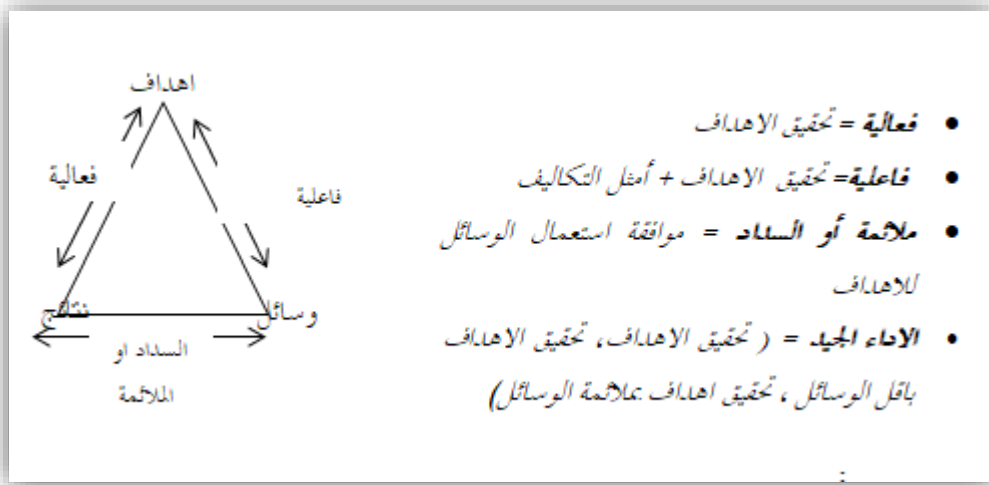 اهداف
فعالية
فاعلية
نتائج
وسائل
السداد او
الملائمة
• فعالية = تحقيق الاهداف
• فاعلية= تحقيق الاهداف + أمثل التكاليف
• ملائمة أو السداد = موافقة استعمال الوسائل
للاهداف
• الاداء الجيد = ( تحقيق الاهداف، تحقيق الاهداف
باقل الوسائل ، تحقيق اهداف بملائمة الوسائل)